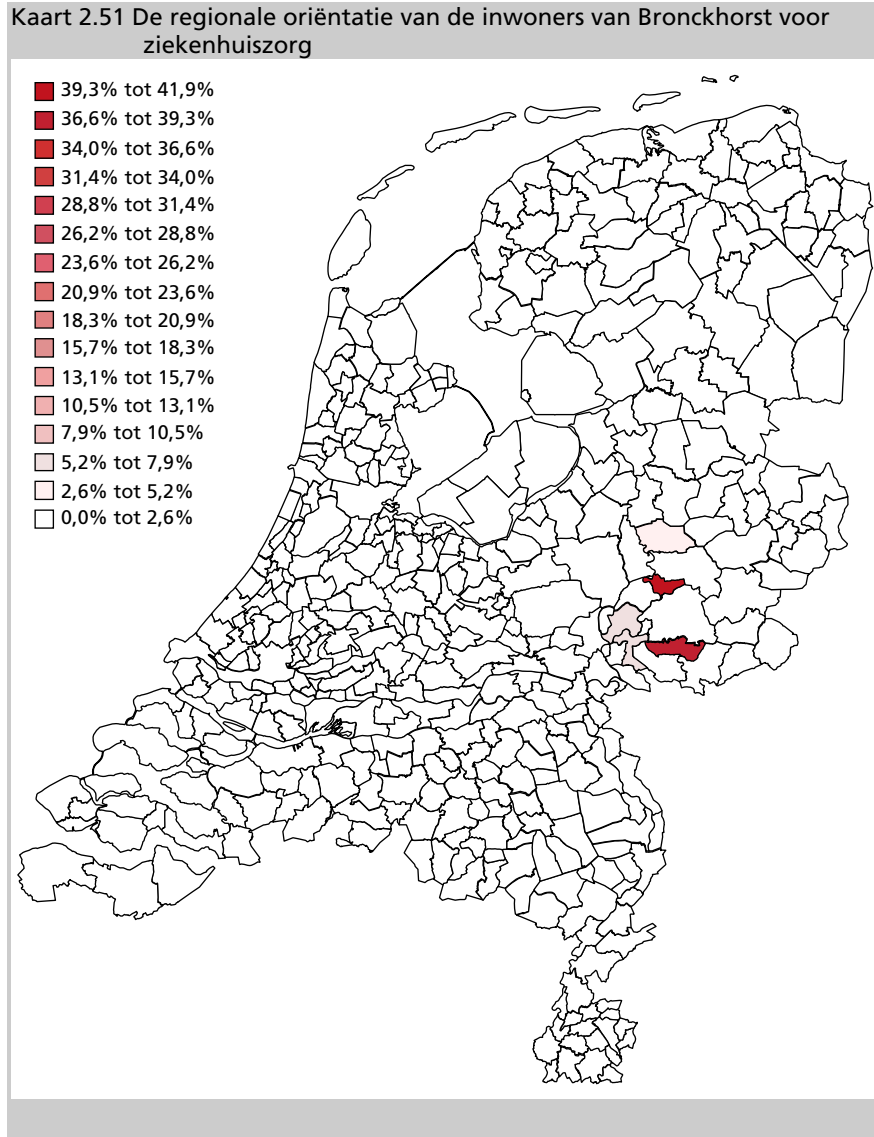 Kaart 2.51 De regionale oriëntatie van de inwoners van Bronckhorst voor
ziekenhuiszorg
39,3% tot 41,9%
36,6% tot 39,3%
34,0% tot 36,6%
31,4% tot 34,0%
28,8% tot 31,4%
26,2% tot 28,8%
23,6% tot 26,2%
20,9% tot 23,6%
18,3% tot 20,9%
15,7% tot 18,3%
13,1% tot 15,7%
10,5% tot 13,1%
7,9% tot 10,5%
5,2% tot 7,9%
2,6% tot 5,2%
0,0% tot 2,6%